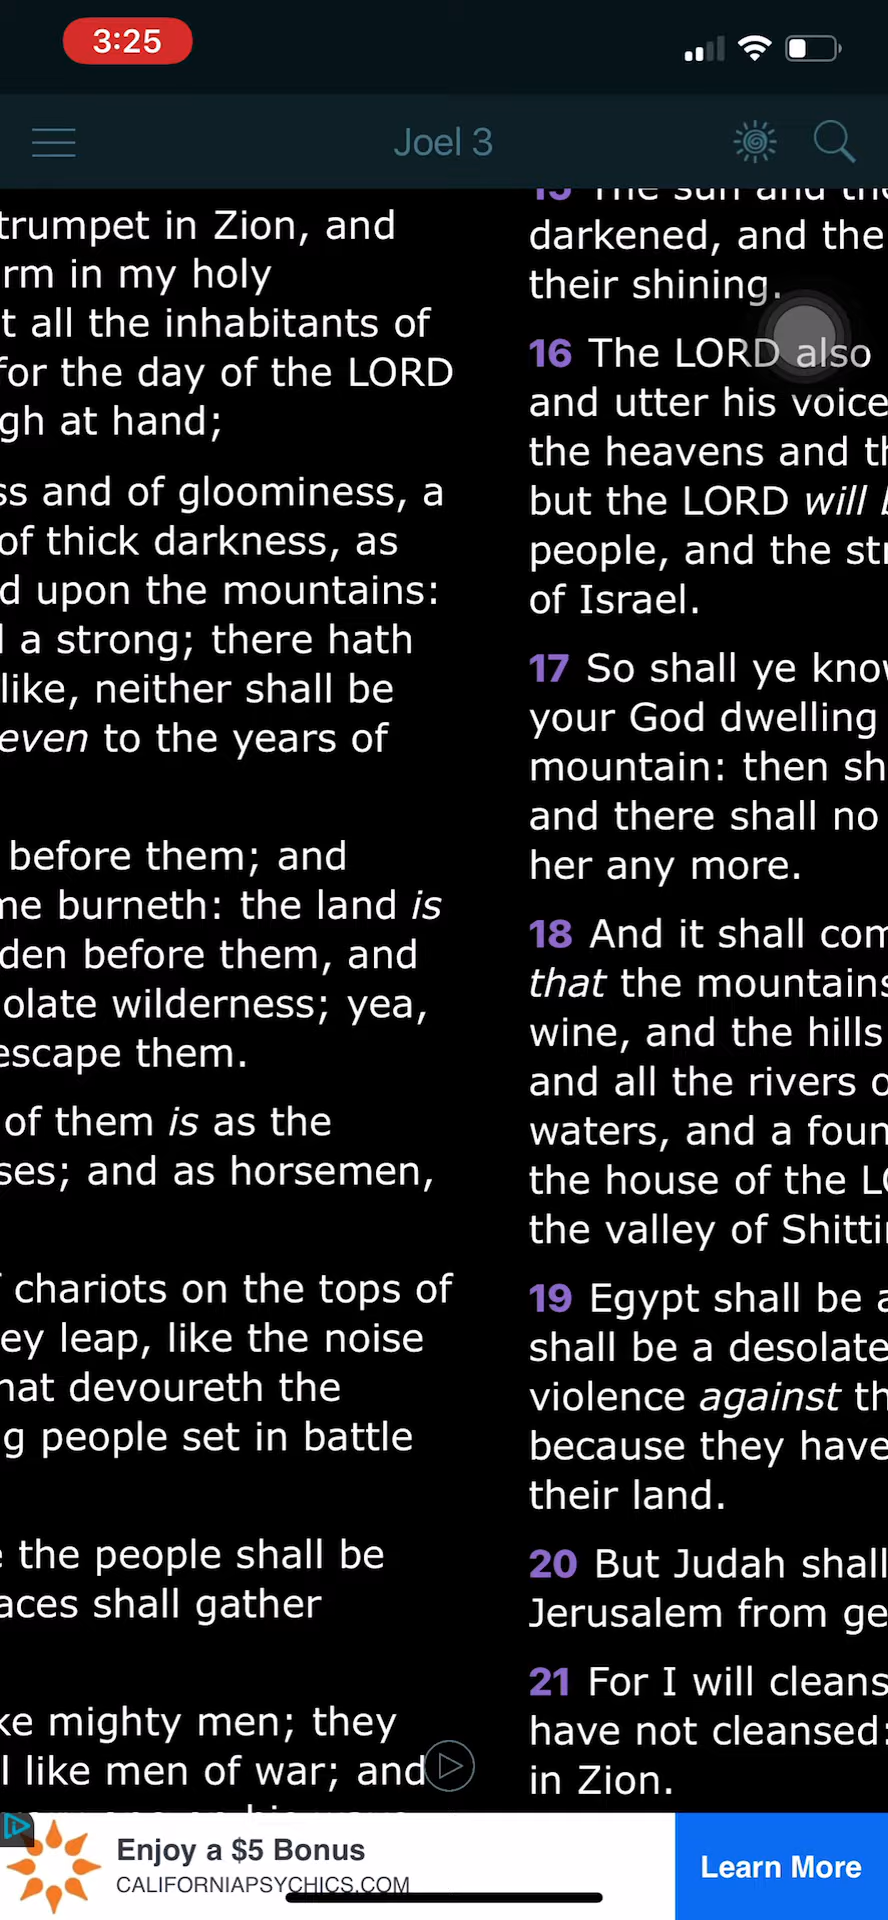 3:25
Joel 3
trumpet in Zion, and
rm in my holy
t all the inhabitants of
for the day of the LORD
gh at hand;
ss and of gloominess, a
of thick darkness, as
d upon the mountains:
a strong; there hath
like, neither shall be
even to the years of
before them; and
me burneth: the land is
den before them, and
olate wilderness; yea,
escape them.
of them is as the
ses; and as horsemen,
chariots on the tops of
ey leap, like the noise
hat devoureth the
g people set in battle
the people shall be
aces shall gather
ke mighty men; they
l like men of war; and
15 The sun and the
darkened, and the
their shining.
16 The LORD also
and utter his voice
the heavens and th
but the LORD will b
people, and the str
of Israel.
17 So shall ye know
your God dwelling
mountain: then sh
and there shall no
her any more.
18 And it shall com
that the mountains
wine, and the hills
and all the rivers o
waters, and a foun
the house of the LO
the valley of Shitti
19 Egypt shall be a
shall be a desolate
violence against th
because they have
their land.
20 But Judah shall
Jerusalem from ge
21 For I will cleans
have not cleansed:
in Zion.
Enjoy a $5 Bonus
CALIFORNIAPSYCHICS.COM
Learn More